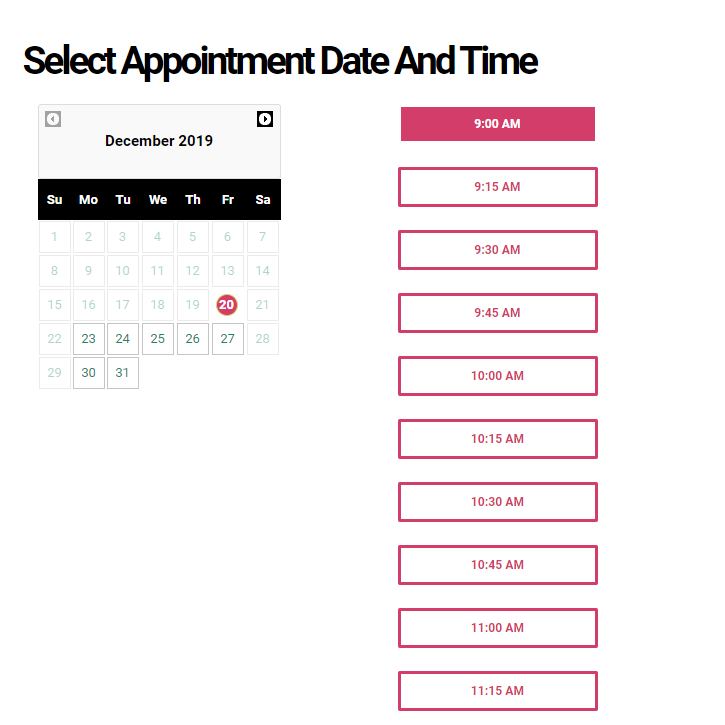 Select Appointment Date And Time
December 2019
Su Mo Tu We Th Fr Sa
1 2 3 4 5 6 7
8 9 10 11 12 13 14
15 16 17 18 19 20 21
22 23 24 25 26 27 28
29 30 31
9:00 AM
9:15 AM
9:30 AM
9:45 AM
10:00 AM
10:15 AM
10:30 AM
10:45 AM
11:00 AM
11:15 AM